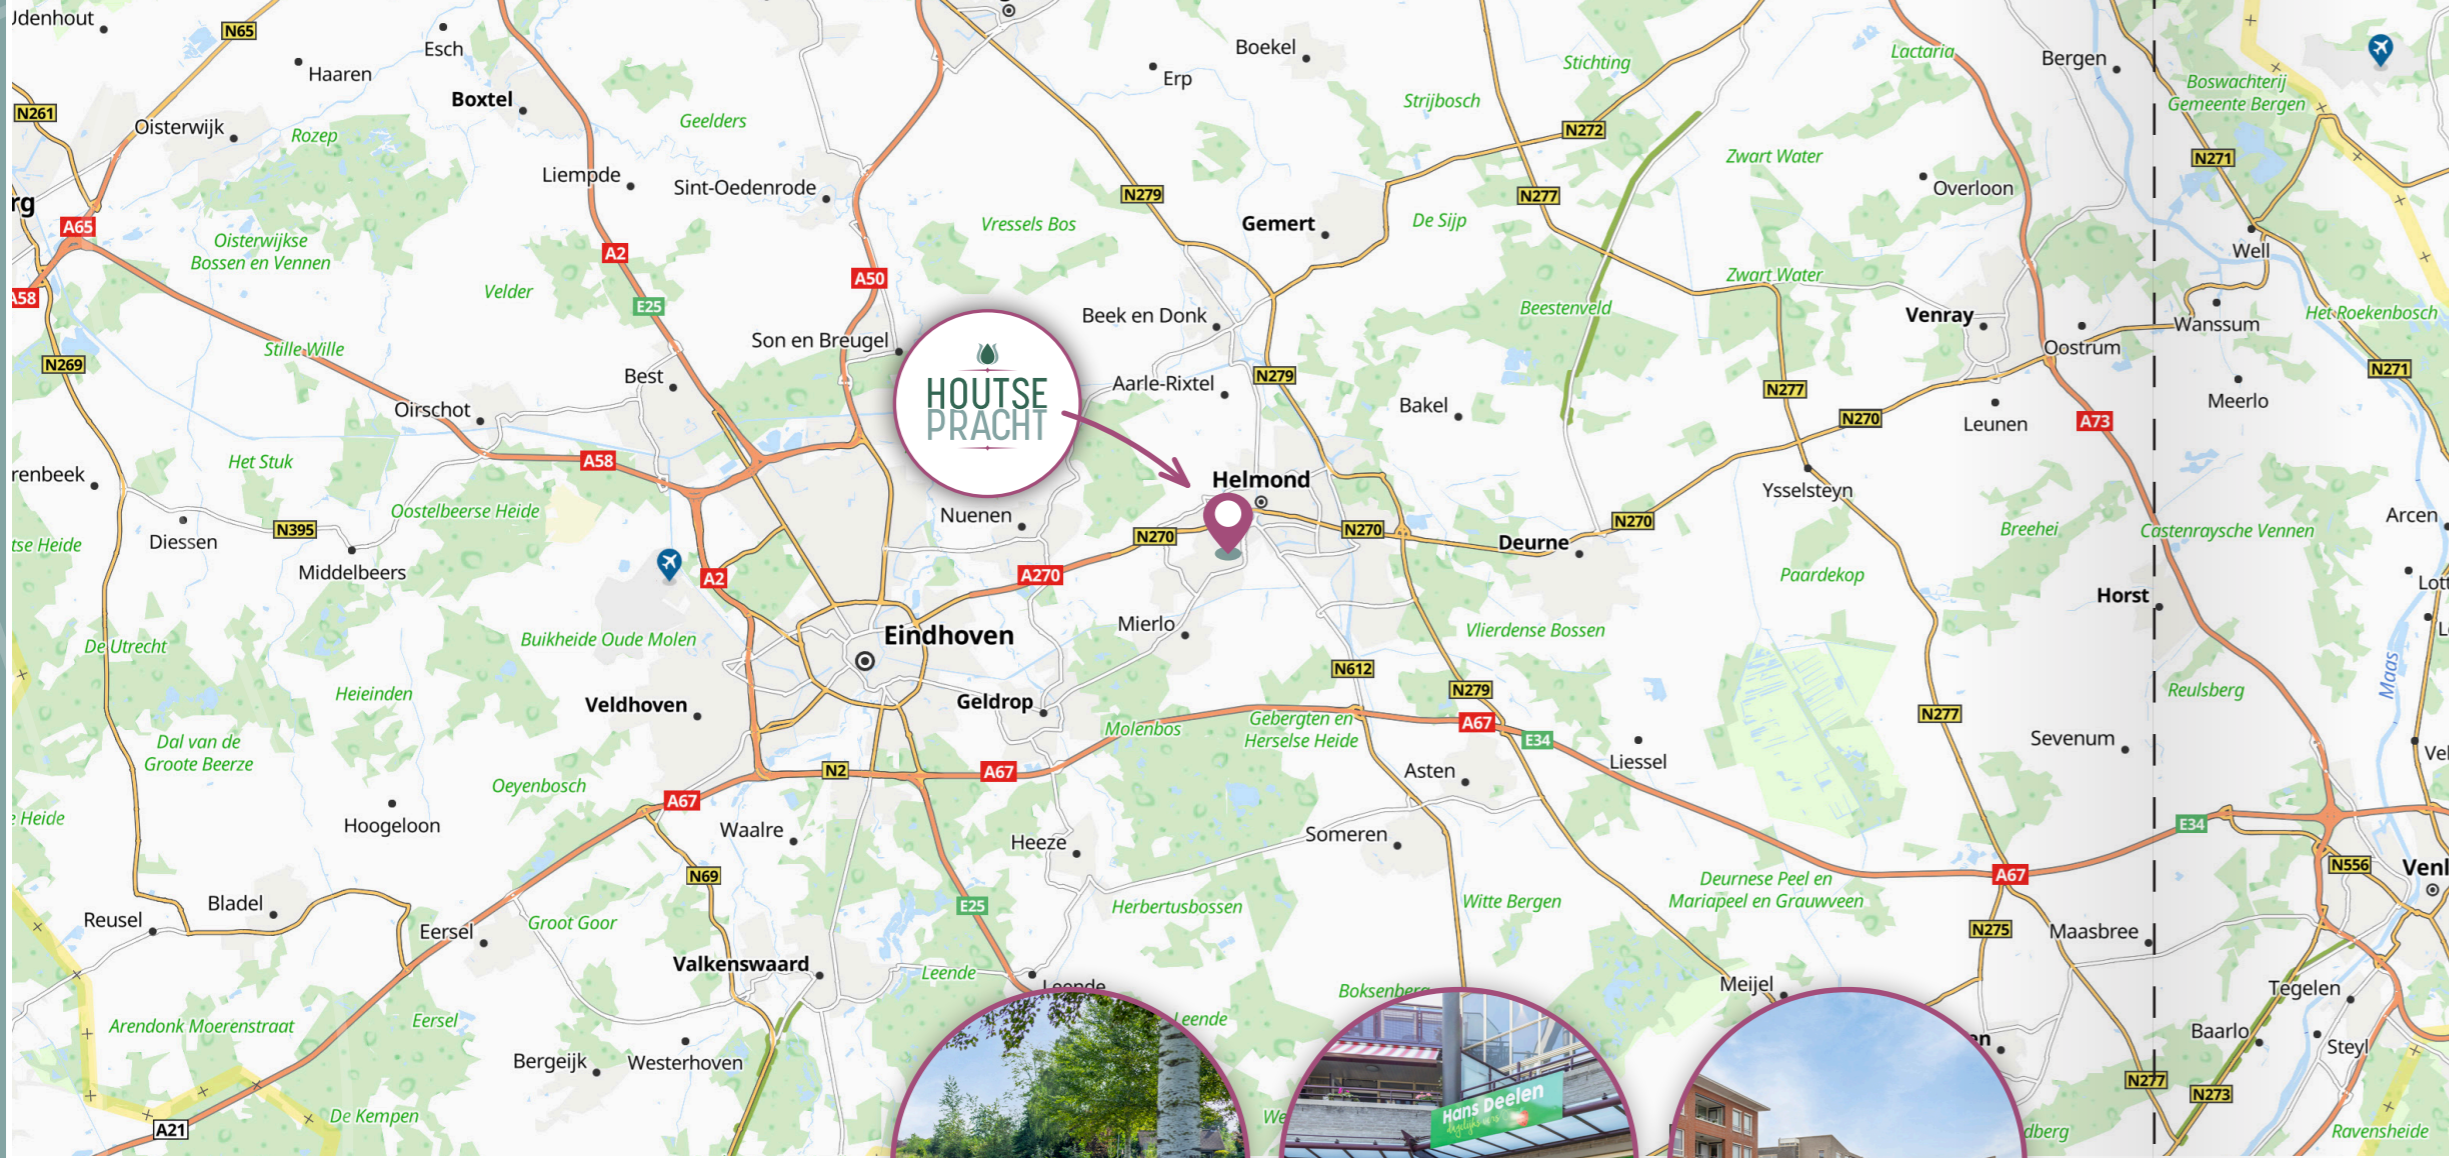 N65
Esch
Haaren
Boxtel
N261
Oisterwijk
Rozep
Geelders
Liempde
Sint-Oedenrode
A65
Oisterwijkse
Bossen en Vennen
A2
A50
Velder
E25
A58
Stille Wille
N269
Son en Breugel
Best
Oirschot
Het Stuk
A58
Oostelbeerse Heide
N395
Diessen
Middelbeers
A2
De Utrecht
Buikheide Oude Molen
Heieinden
Eindhoven
Veldhoven
Geldrop
Dal van de
Groote Beerze
Oeyenbosch
N2
A67
A67
Hoogeloon
Waalre
Heeze
N69
Bladel
Reusel
Eersel
Groot Goor
E25
Valkenswaard
Leende
Leende
Leende
Arendonk Moerenstraat
Eersel
Bergeijk
Westerhoven
De Kempen
A21
Boekel
Erp
Stichting
Strijbosch
N272
N279
N277
Vressels Bos
Gemert
De Sijp
Zwart Water
Zwart Water
Beestenveld
Beek en Donk
HOUTSE
PRACHT
Aarle-Rixtel
N279
Bakel
Helmond
Nuenen
N270
N270
Deurne
N270
A270
Mierlo
Vlierdense Bossen
N612
N279
Molenbos
Gebergten en
Herselse Heide
A67
E34
Liessel
Asten
Someren
Herbertusbossen
Witte Bergen
Deurnese Peel en
Mariapeel en Grauwveen
Boksenberg
Meijel
Hans Deelen
Lactaria
Bergen
Boswachterij
Gemeente Bergen
N271
Overloon
Well
Venray
Wanssum
Het Roekenbosch
Oostrum
N271
N277
N270
Leunen
A73
Meerlo
Ysselsteyn
Breehei
Castenraysche Vennen
Arcen
Paardekop
Horst
Reulsberg
Maas
N277
Sevenum
E34
A67
N556
N275
Maasbree
Tegelen
Baarlo
Steyl
N277
N273
Ravensheide